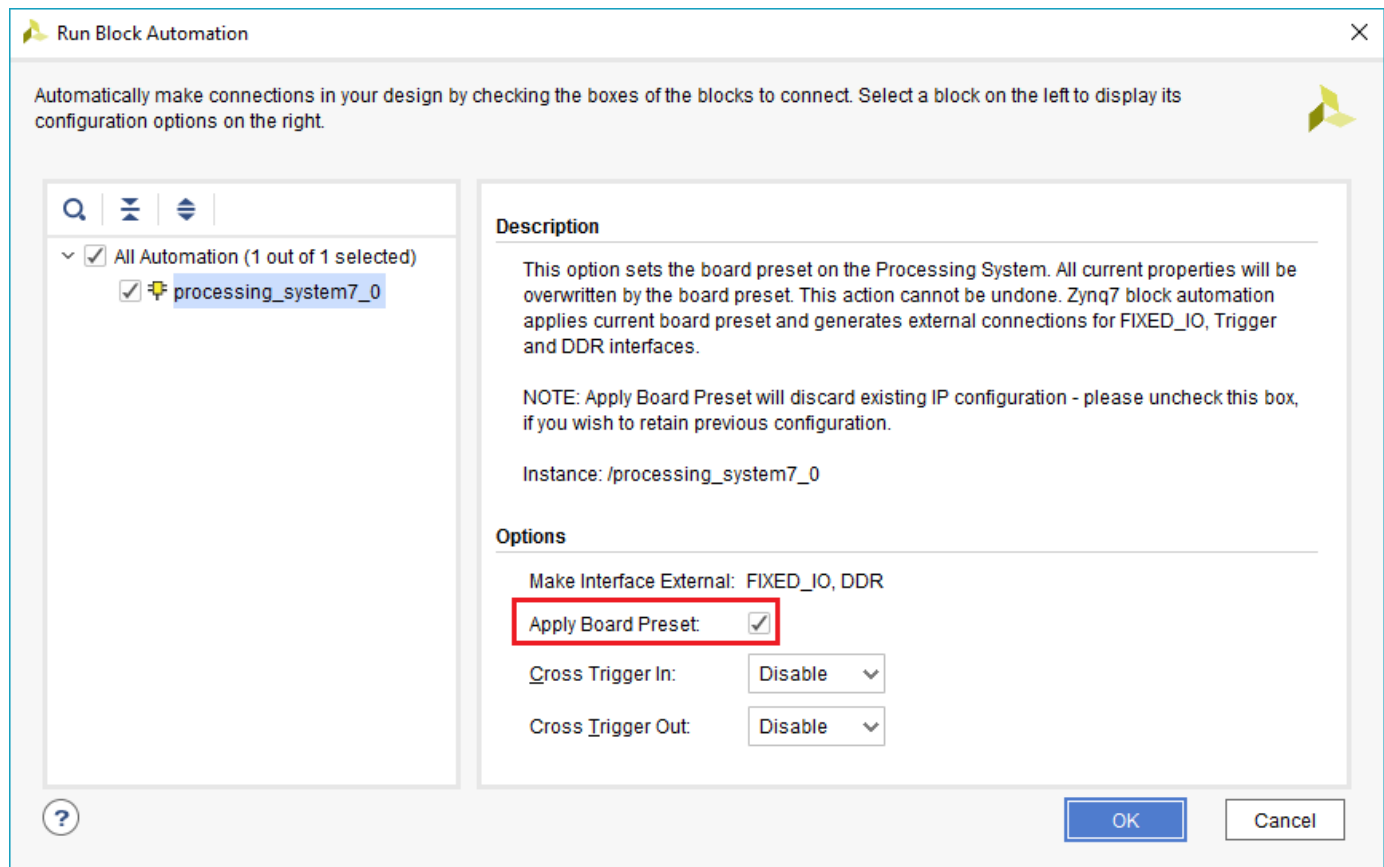 Run Block Automation
Automatically make connections in your design by checking the boxes of the blocks to connect. Select a block on the left to display its
configuration options on the right.
All Automation (1 out of 1 selected)
processing_system7_0
Description
This option sets the board preset on the Processing System. All current properties will be
overwritten by the board preset. This action cannot be undone. Zynq7 block automation
applies current board preset and generates external connections for FIXED_IO, Trigger
and DDR interfaces.
NOTE: Apply Board Preset will discard existing IP configuration - please uncheck this box,
if you wish to retain previous configuration.
Instance: /processing_system7_0
Options
Make Interface External: FIXED_IO, DDR
Apply Board Preset:
Cross Trigger In: Disable
Cross Trigger Out: Disable
? OK Cancel